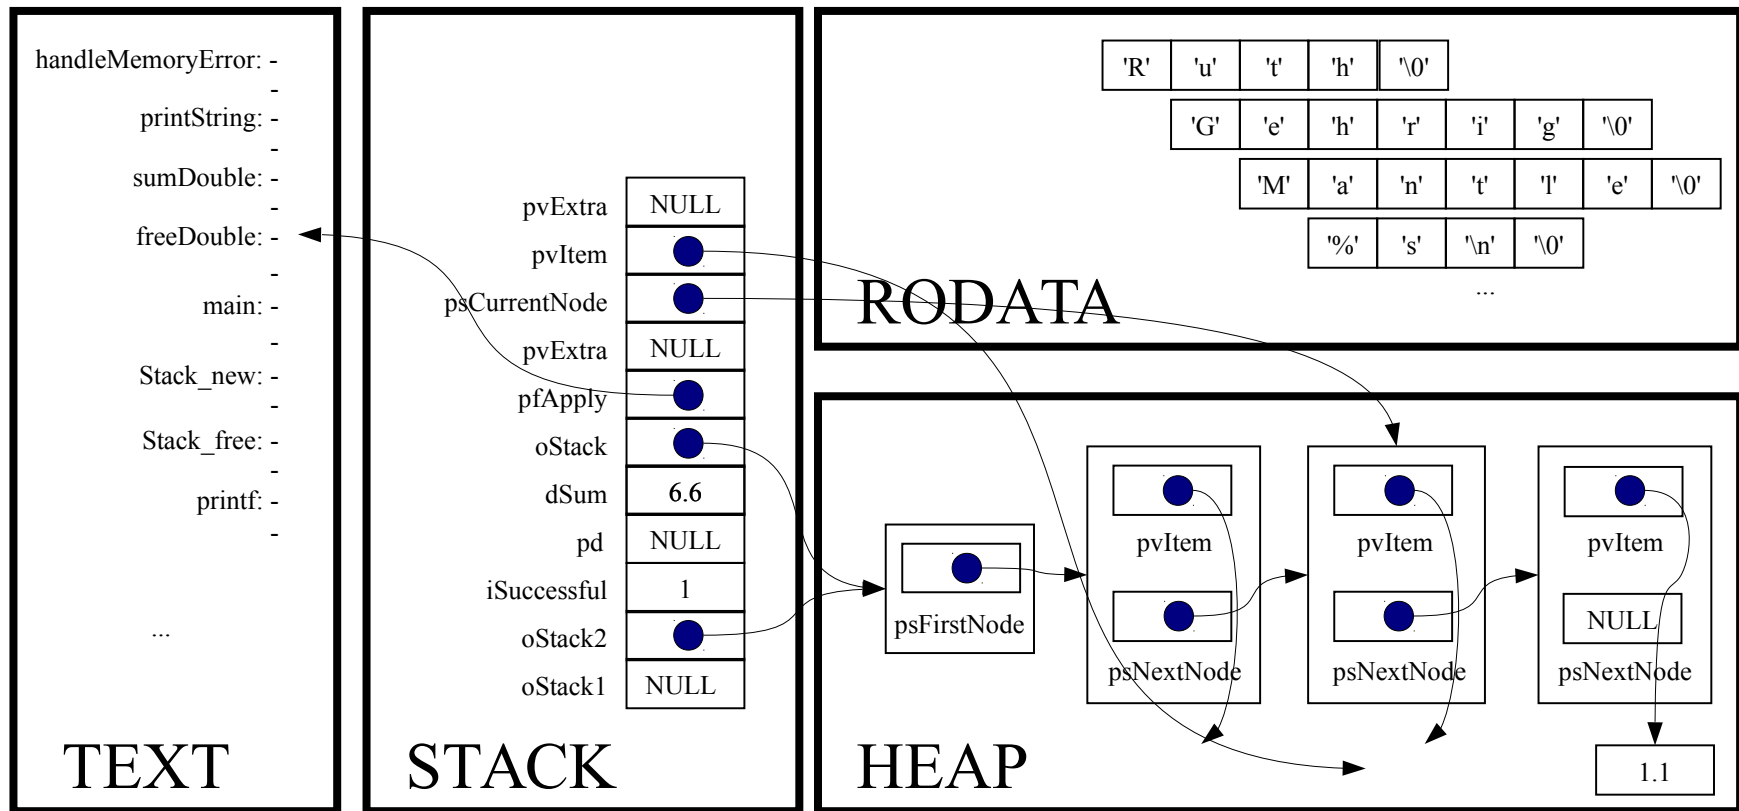 handleMemoryError: -
-
printString: -
-
sumDouble: -
-
freeDouble: -
-
main: -
-
Stack_new: -
-
Stack_free: -
-
printf: -
-
...
TEXT
pvExtra NULL
pvItem
psCurrentNode
pvExtra NULL
pfApply
oStack
dSum 6.6
pd NULL
iSuccessful 1
oStack2
oStack1 NULL
STACK
'R' 'u' 't' 'h' '\0'
'G' 'e' 'h' 'r' 'i' 'g' '\0'
'M' 'a' 'n' 't' 'l' 'e' '\0'
'%' 's' '\n' '\0'
...
RODATA
psFirstNode
pvItem
psNextNode
pvItem
psNextNode
pvItem
NULL
psNextNode
1.1
HEAP